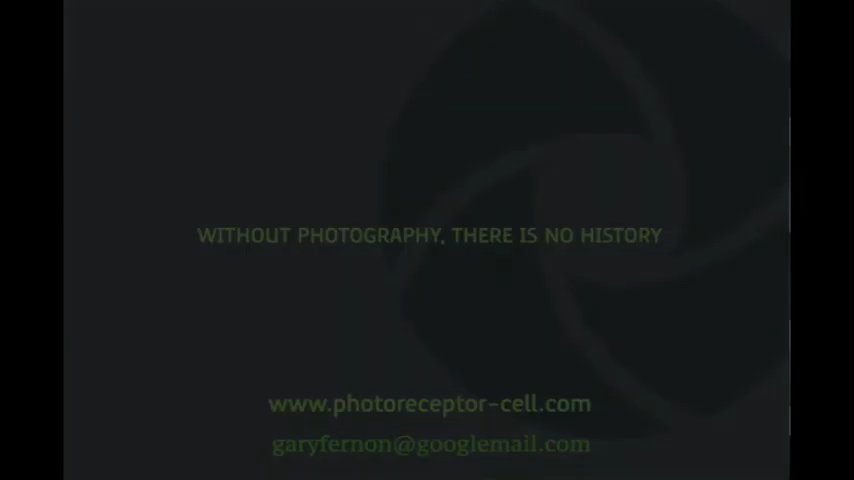 WITHOUT PHOTOGRAPHY, THERE IS NO HISTORY
www.photoreceptor-cell.com
garyfernon@googlemail.com